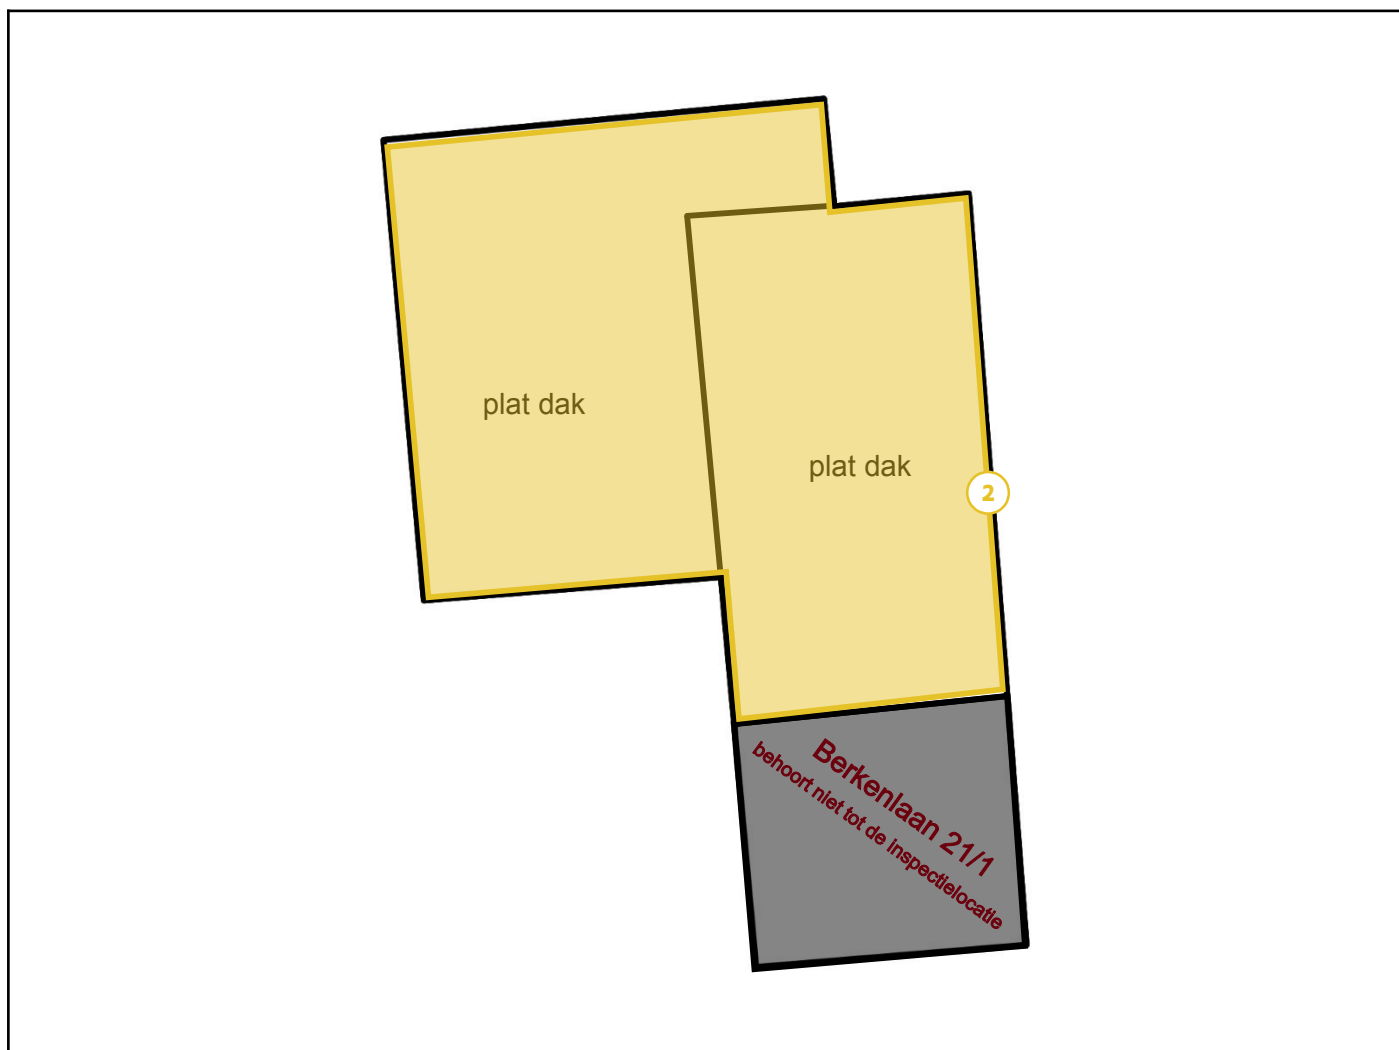 plat dak
plat dak
2
Berkenlaan 21/1
behoort niet tot de inspectielocatie